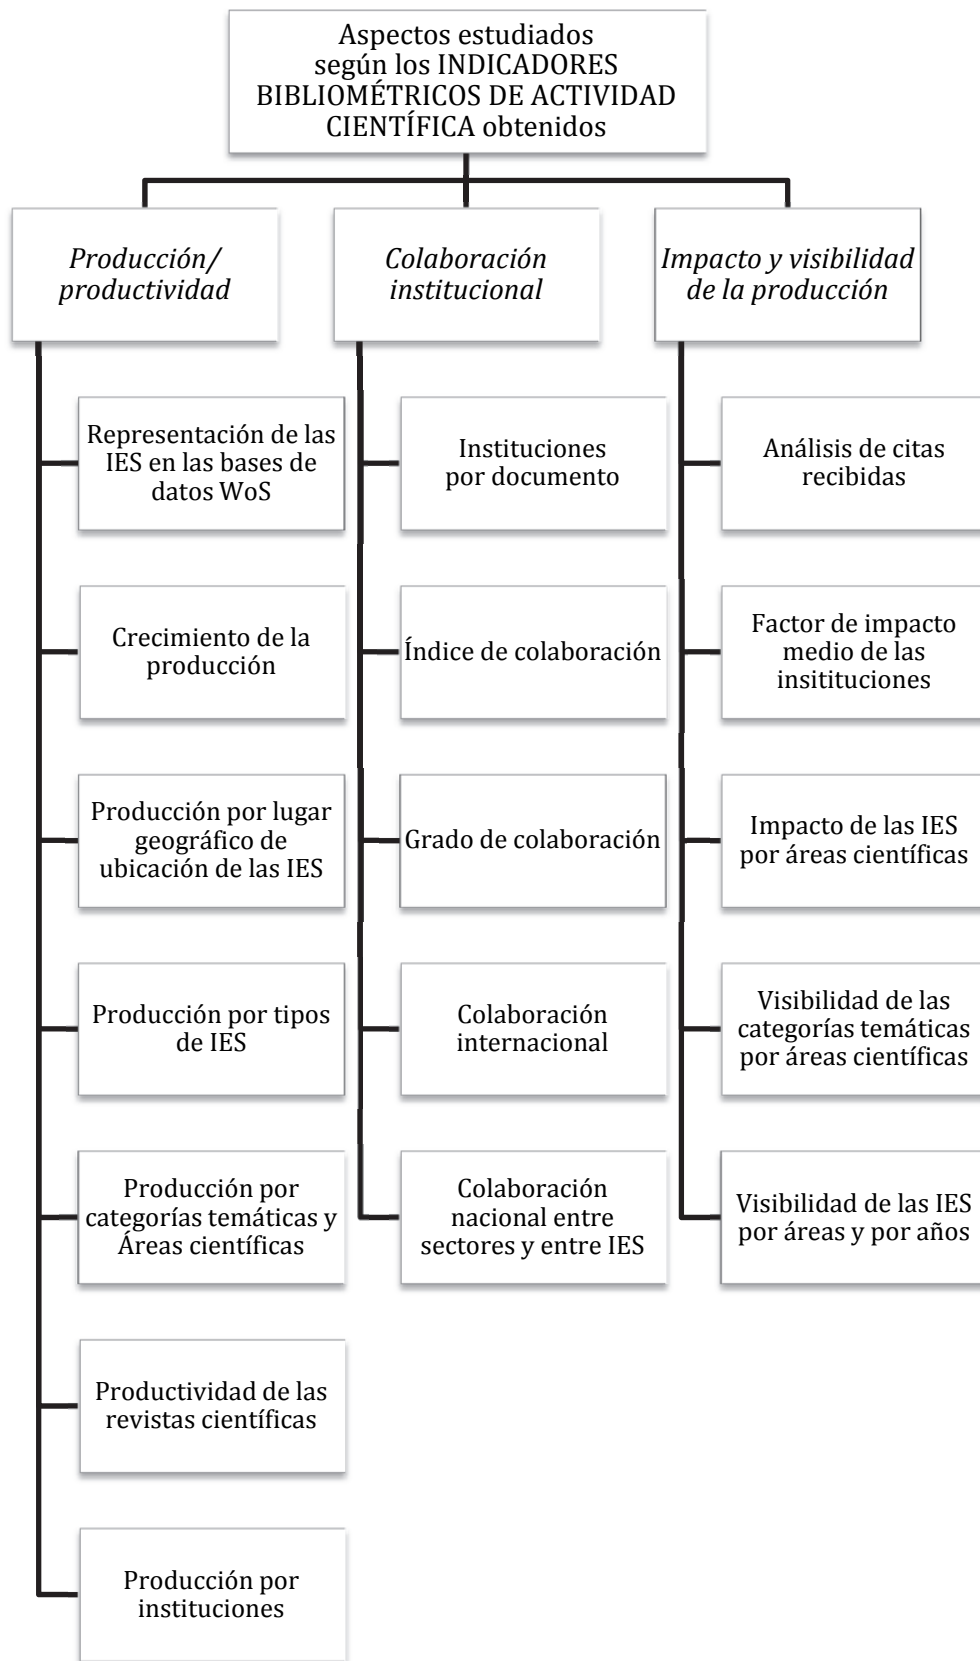 Aspectos estudiados
según los INDICADORES
BIBLIOMÉTRICOS DE ACTIVIDAD
CIENTÍFICA obtenidos
Producción/
productividad
Representación de las
IES en las bases de
datos WoS
Crecimiento de la
producción
Producción por lugar
geográfico de
ubicación de las IES
Producción por tipos
de IES
Producción por
categorías temáticas y
Áreas científicas
Productividad de las
revistas científicas
Producción por
instituciones
Colaboración
institucional
Instituciones
por documento
Índice de colaboración
Grado de colaboración
Colaboración
internacional
Colaboración
nacional entre
sectores y entre IES
Impacto y visibilidad
de la producción
Análisis de citas
recibidas
Factor de impacto
medio de las
insitituciones
Impacto de las IES
por áreas científicas
Visibilidad de las
categorías temáticas
por áreas científicas
Visibilidad de las IES
por áreas y por años